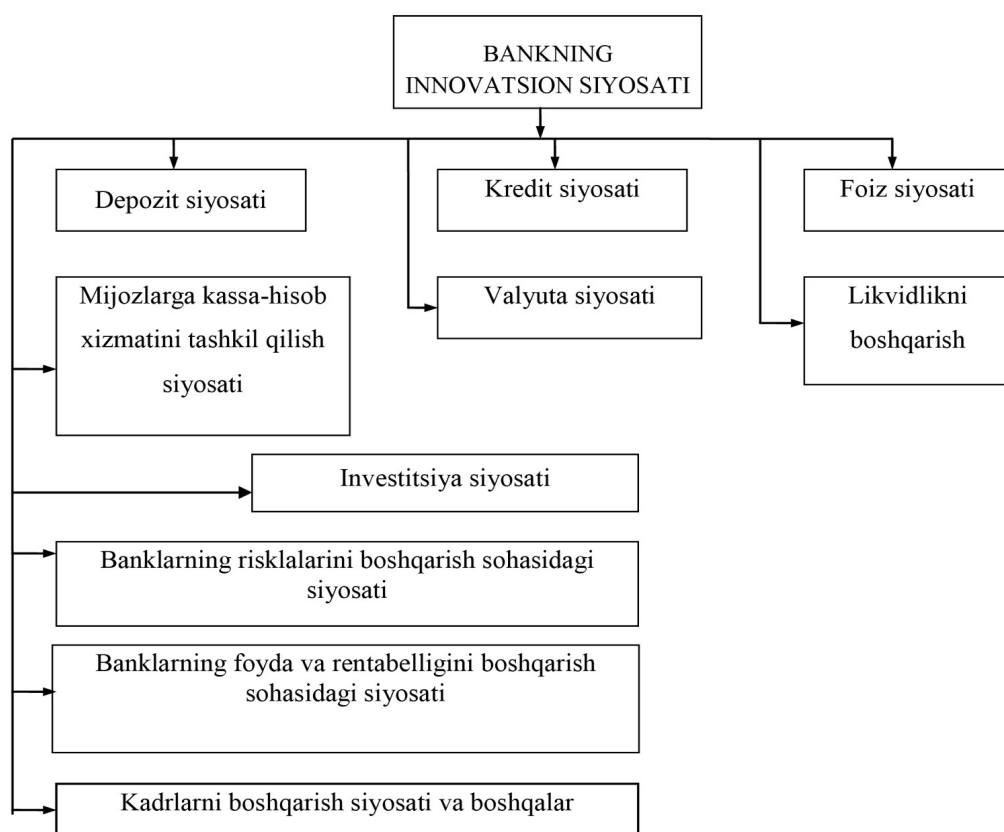 BANKNING
INNOVATSION SIYOSATI
Depozit siyosati
Kredit siyosati
Foiz siyosati
Mijozlarga kassa-hisob
xizmatini tashkil qilish
siyosati
Valyuta siyosati
Likvidlikni
boshqarish
Investitsiya siyosati
Banklarning risklalarini boshqarish sohasidagi
siyosati
Banklarning foyda va rentabelligini boshqarish
sohasidagi siyosati
Kadrlarni boshqarish siyosati va boshqalar